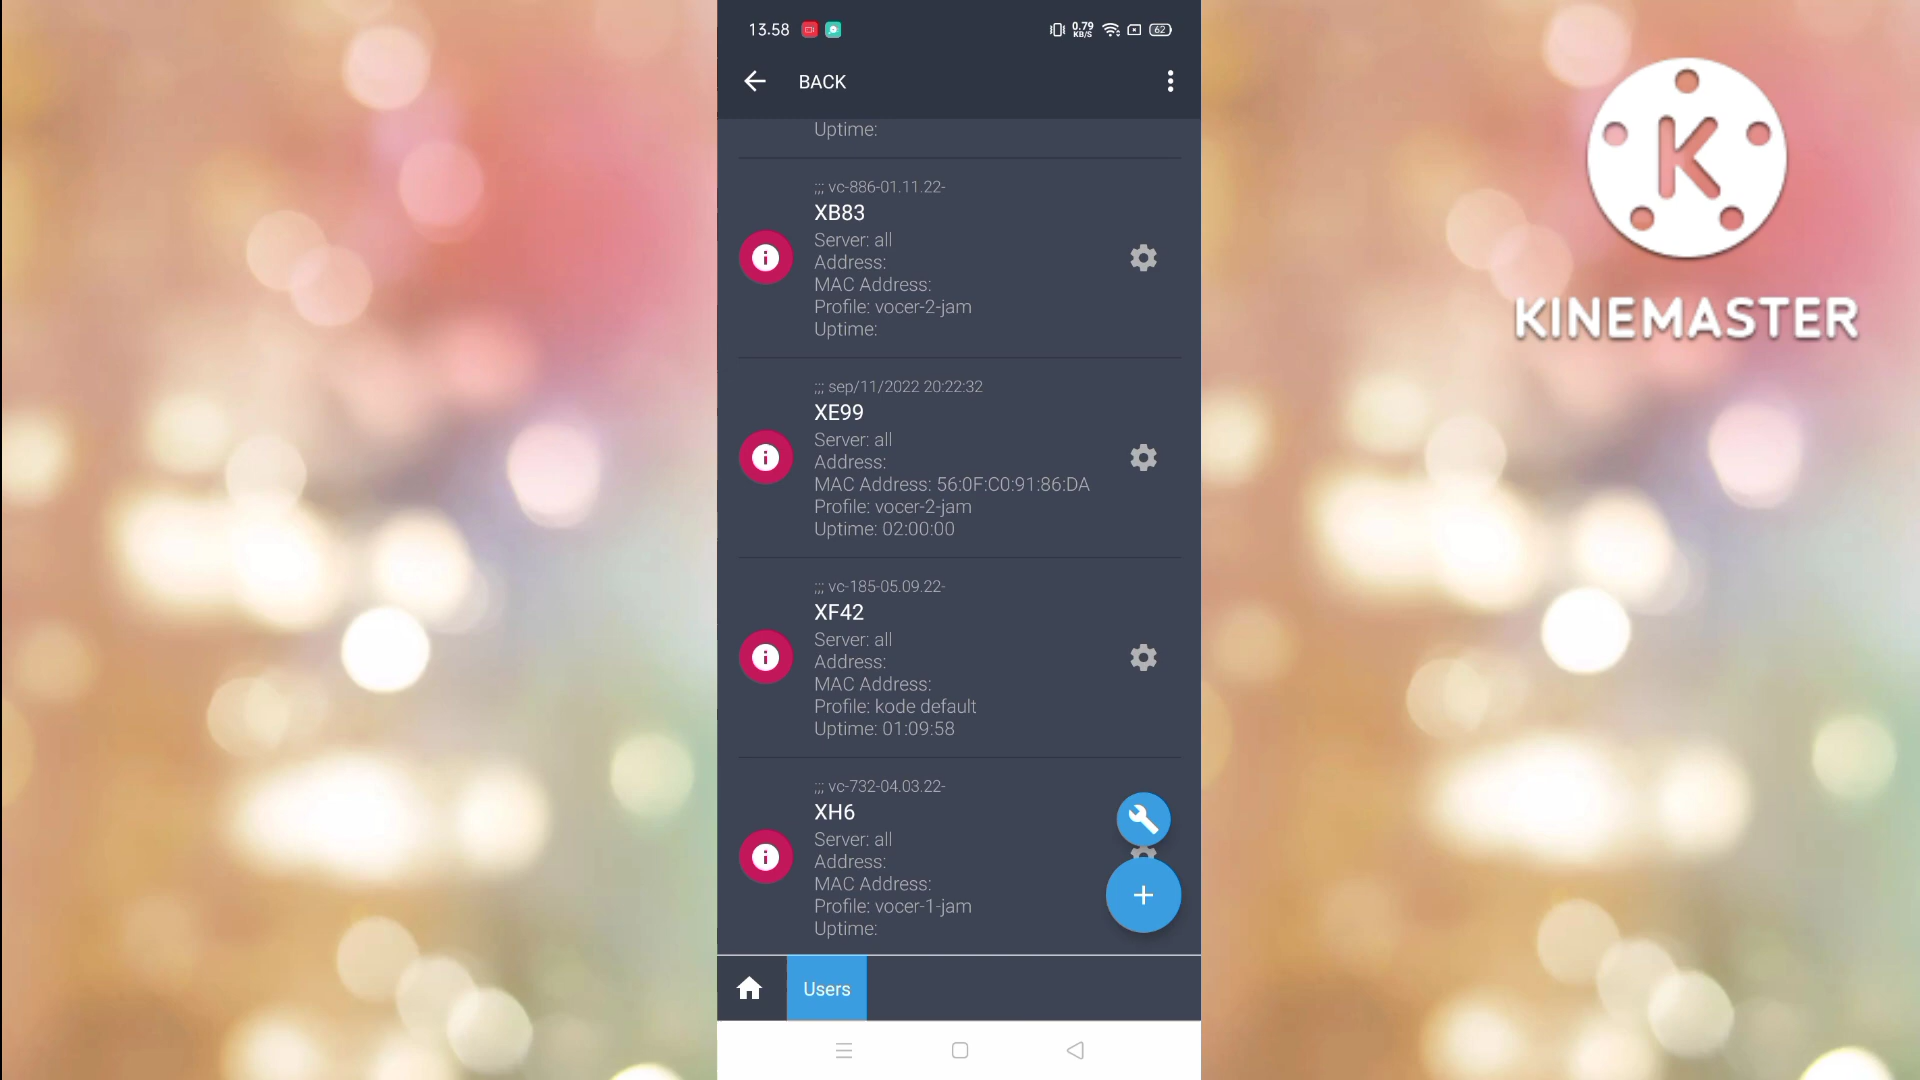 13.58
0.79
KB/S
62
BACK
Uptime:
;;; vc-886-01.11.22-
XB83
Server: all
Address:
MAC Address:
Profile: vocer-2-jam
Uptime:
;;; sep/11/2022 20:22:32
XE99
Server: all
Address:
MAC Address: 56:0F:C0:91:86:DA
Profile: vocer-2-jam
Uptime: 02:00:00
;;; vc-185-05.09.22-
XF42
Server: all
Address:
MAC Address:
Profile: kode default
Uptime: 01:09:58
;;; vc-732-04.03.22-
XH6
Server: all
Address:
MAC Address:
Profile: vocer-1-jam
Uptime:
Users
K
KINEMASTER